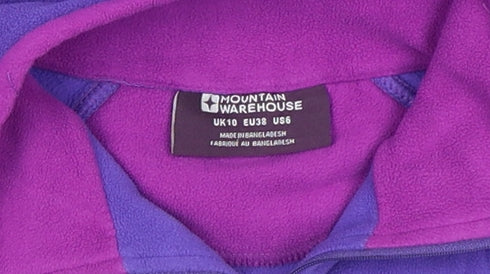 MOUNTAIN
WAREHOUSE
UK10 EU38 US6
MADE IN BANGLADESH
FABRIQUÉ AU BANGLADESH